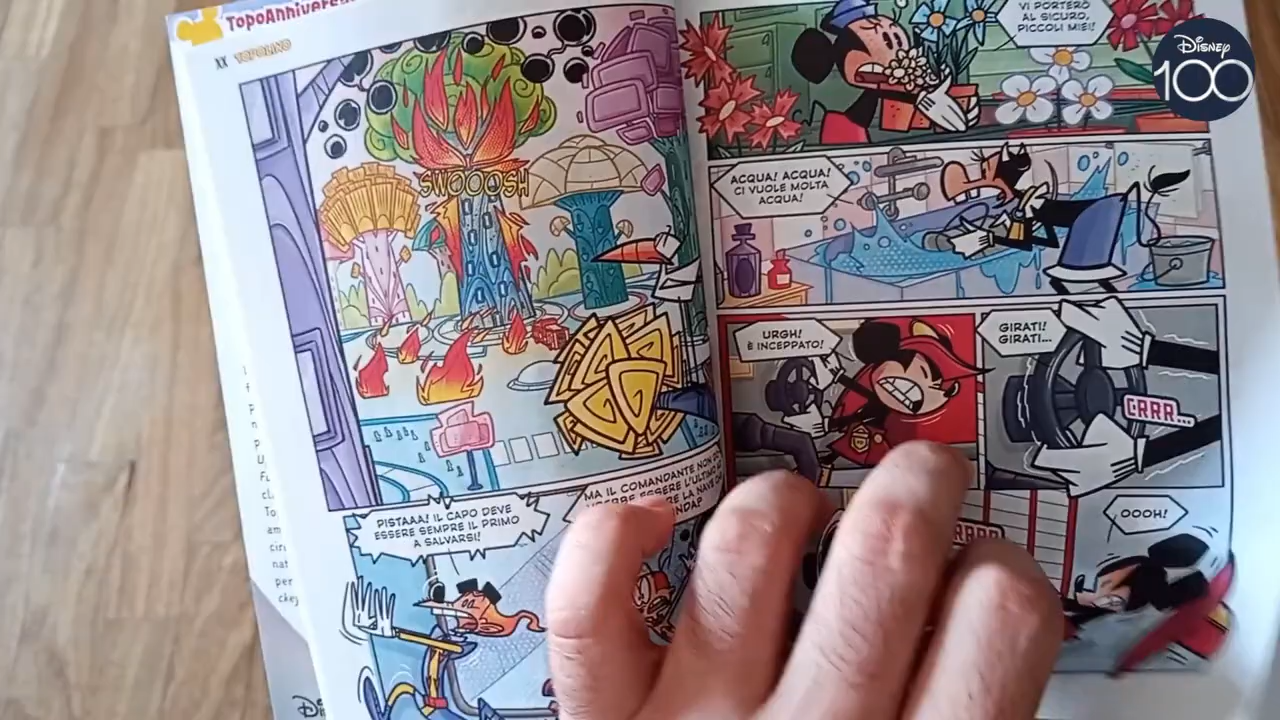 TopoAnniversa
XX TOPOLINO
SWOOOSH
PISTAAA! IL CAPO DEVE
ESSERE SEMPRE IL PRIMO
A SALVARSI!
MA IL COMANDANTE NON
ESSERE L'ULTIMO
RE LA NAVE
VI PORTERÒ
AL SICURO,
PICCOLI MIEI!
ACQUA! ACQUA!
CI VUOLE MOLTA
ACQUA!
URGH!
È INCEPPATO!
GIRATI!
GIRATI...
CRRR...
OOOH!
Disney
100